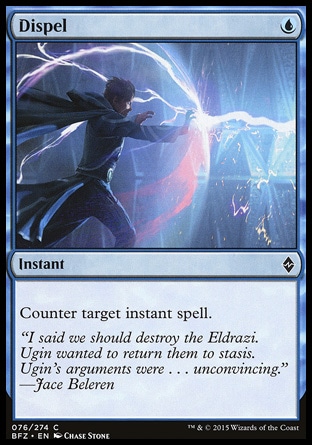 Dispel
Instant
Counter target instant spell.
“I said we should destroy the Eldrazi.
Ugin wanted to return them to stasis.
Ugin’s arguments were . . . unconvincing.”
—Jace Beleren
076/274 C
BFZ • EN Chase Stone
™ & © 2015 Wizards of the Coast